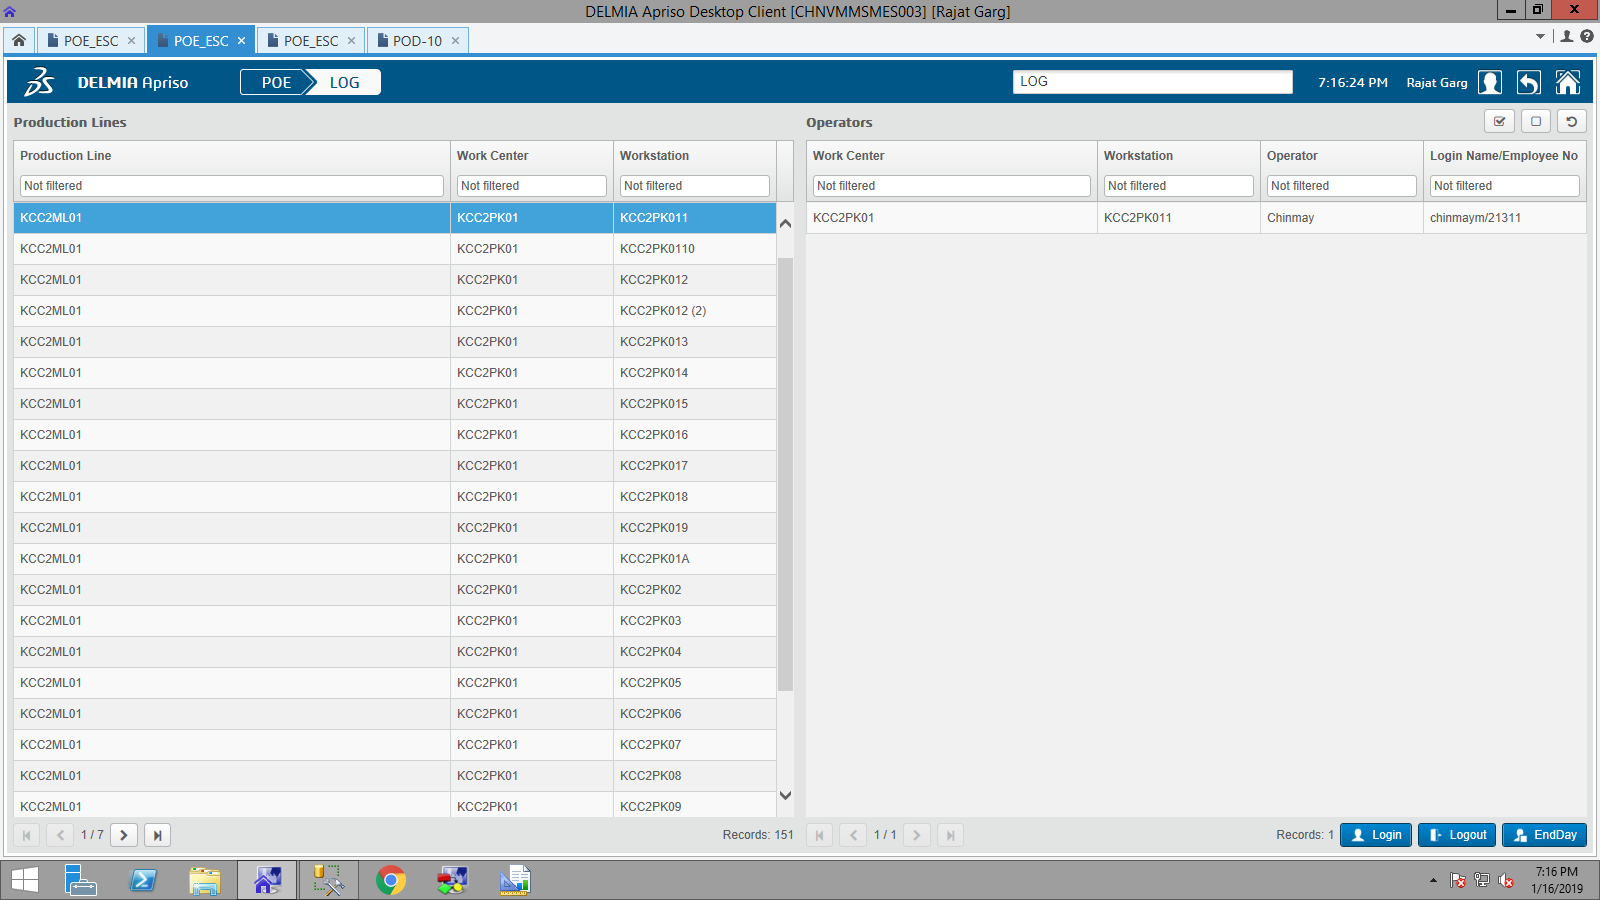 DELMIA Apriso Desktop Client [CHNVMMSMES003] [Rajat Garg]
POE_ESC POE_ESC POE_ESC POD-10
DELMIA Apriso POE LOG LOG 7:16:24 PM Rajat Garg
Production Lines
Production Line Work Center Workstation
Not filtered Not filtered Not filtered
KCC2ML01 KCC2PK01 KCC2PK011
KCC2ML01 KCC2PK01 KCC2PK0110
KCC2ML01 KCC2PK01 KCC2PK012
KCC2ML01 KCC2PK01 KCC2PK012 (2)
KCC2ML01 KCC2PK01 KCC2PK013
KCC2ML01 KCC2PK01 KCC2PK014
KCC2ML01 KCC2PK01 KCC2PK015
KCC2ML01 KCC2PK01 KCC2PK016
KCC2ML01 KCC2PK01 KCC2PK017
KCC2ML01 KCC2PK01 KCC2PK018
KCC2ML01 KCC2PK01 KCC2PK019
KCC2ML01 KCC2PK01 KCC2PK01A
KCC2ML01 KCC2PK01 KCC2PK02
KCC2ML01 KCC2PK01 KCC2PK03
KCC2ML01 KCC2PK01 KCC2PK04
KCC2ML01 KCC2PK01 KCC2PK05
KCC2ML01 KCC2PK01 KCC2PK06
KCC2ML01 KCC2PK01 KCC2PK07
KCC2ML01 KCC2PK01 KCC2PK08
KCC2ML01 KCC2PK01 KCC2PK09
1 / 7 Records: 151
Operators
Work Center Workstation Operator Login Name/Employee No
Not filtered Not filtered Not filtered Not filtered
KCC2PK01 KCC2PK011 Chinmay chinmaym/21311
1 / 1 Records: 1 Login Logout EndDay
7:16 PM
1/16/2019